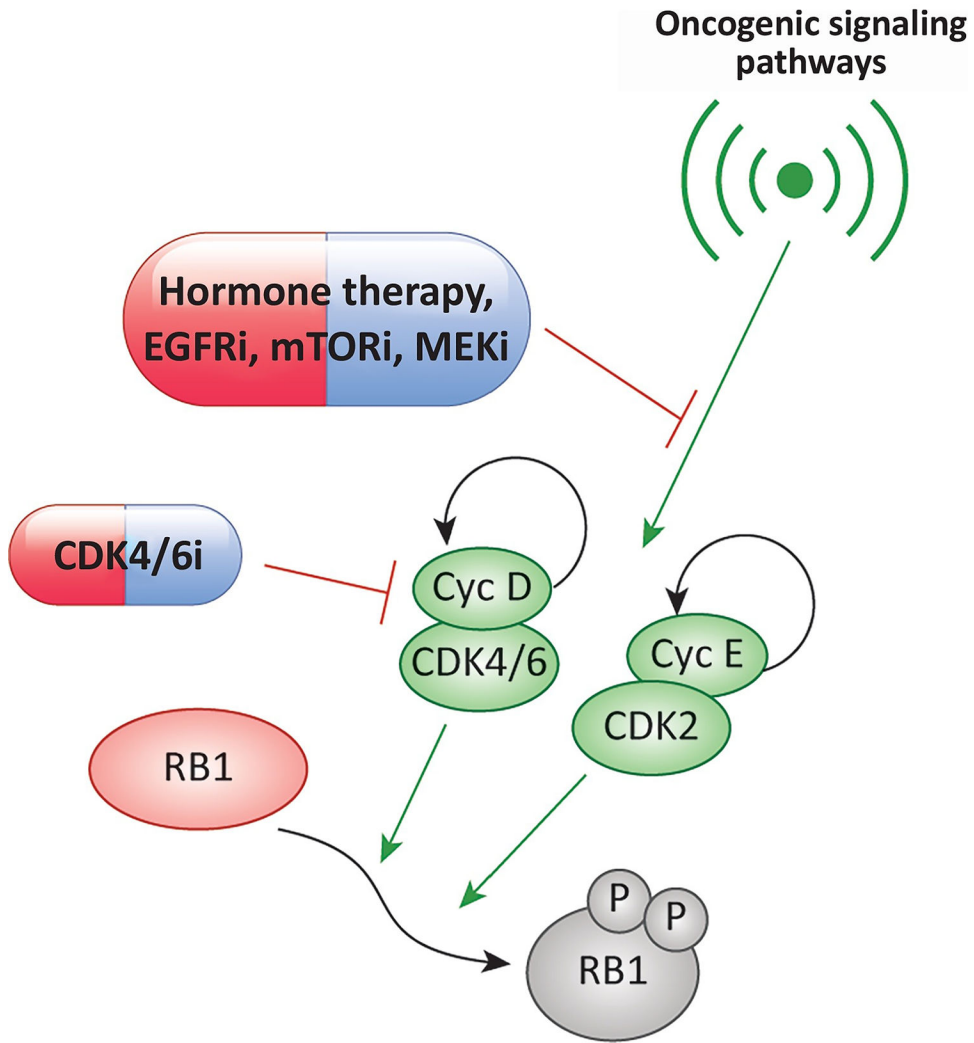 Oncogenic signaling
pathways
Hormone therapy,
EGFRi, mTORi, MEKi
CDK4/6i
Cyc D
CDK4/6
Cyc E
CDK2
RB1
P
P
RB1